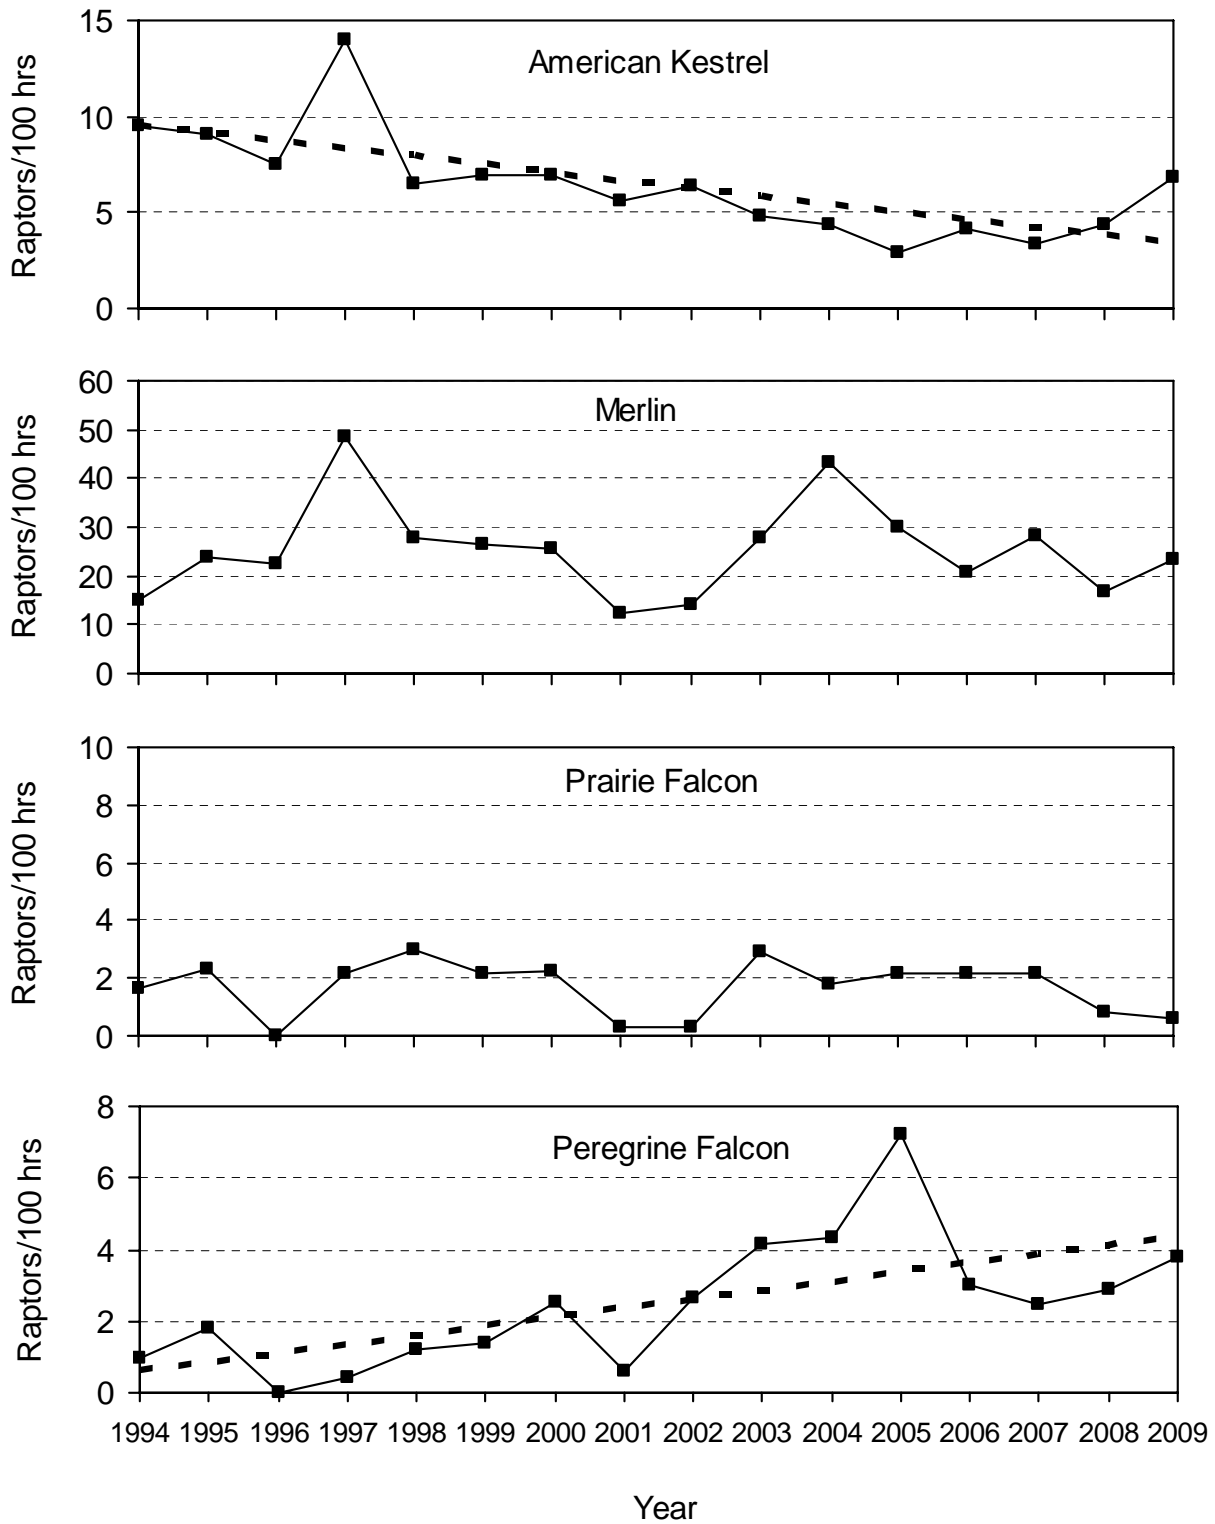 American Kestrel
Raptors/100 hrs
15
10
5
0
Merlin
Raptors/100 hrs
60
50
40
30
20
10
0
Prairie Falcon
Raptors/100 hrs
10
8
6
4
2
0
Peregrine Falcon
Raptors/100 hrs
8
6
4
2
0
1994 1995 1996 1997 1998 1999 2000 2001 2002 2003 2004 2005 2006 2007 2008 2009
Year